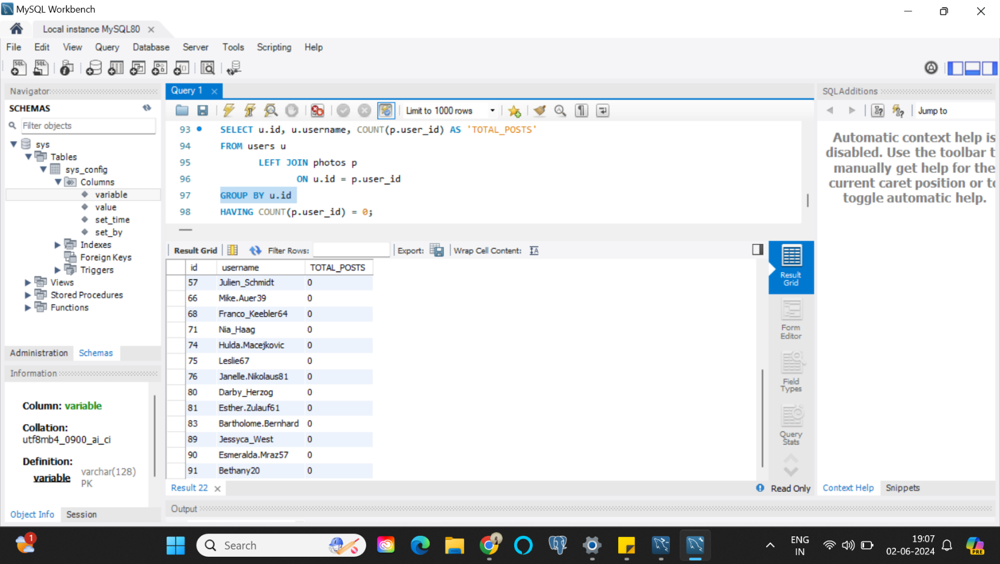 MySQL Workbench
Local instance MySQL80
File Edit View Query Database Server Tools Scripting Help
Navigator
SCHEMAS
Filter objects
sys
Tables
sys_config
Columns
variable
value
set_time
set_by
Indexes
Foreign Keys
Triggers
Views
Stored Procedures
Functions
Administration Schemas
Information
Column: variable
Collation:
utf8mb4_0900_ai_ci
Definition:
variable varchar(128)
PK
Object Info Session
Query 1
Limit to 1000 rows
93 SELECT u.id, u.username, COUNT(p.user_id) AS 'TOTAL_POSTS'
94 FROM users u
95 LEFT JOIN photos p
96 ON u.id = p.user_id
97 GROUP BY u.id
98 HAVING COUNT(p.user_id) = 0;
Result Grid Filter Rows: Export: Wrap Cell Content:
id username TOTAL_POSTS
57 Julien_Schmidt 0
66 Mike.Auer39 0
68 Franco_Keebler64 0
71 Nia_Haag 0
74 Hulda.Macejkovic 0
75 Leslie67 0
76 Janelle.Nikolaus81 0
80 Darby_Herzog 0
81 Esther.Zulauf61 0
83 Bartholome.Bernhard 0
89 Jessyca_West 0
90 Esmeralda.Mraz57 0
91 Bethany20 0
Result
Grid
Form
Editor
Field
Types
Query
Stats
Result 22
Read Only
Output
SQLAdditions
Jump to
Automatic context help is
disabled. Use the toolbar t
manually get help for the
current caret position or to
toggle automatic help.
Context Help Snippets
1
Search
ENG
IN
19:07
02-06-2024
PRE